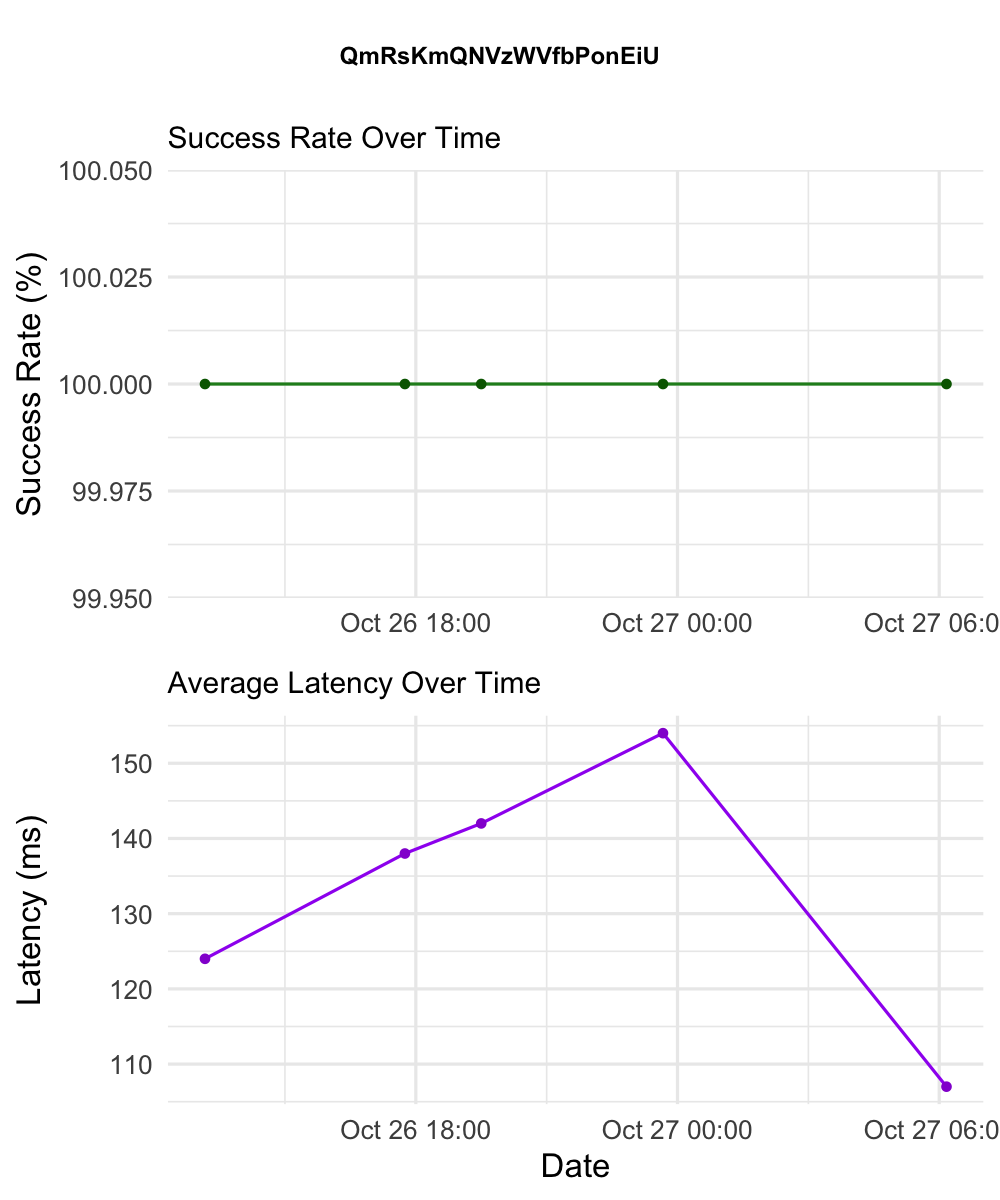 QmRsKmQNVzWVfbPonEiU
Success Rate Over Time
Success Rate (%)
100.050
100.025
100.000
99.975
99.950
Oct 26 18:00 Oct 27 00:00 Oct 27 06:0
Average Latency Over Time
Latency (ms)
150
140
130
120
110
Oct 26 18:00 Oct 27 00:00 Oct 27 06:0
Date